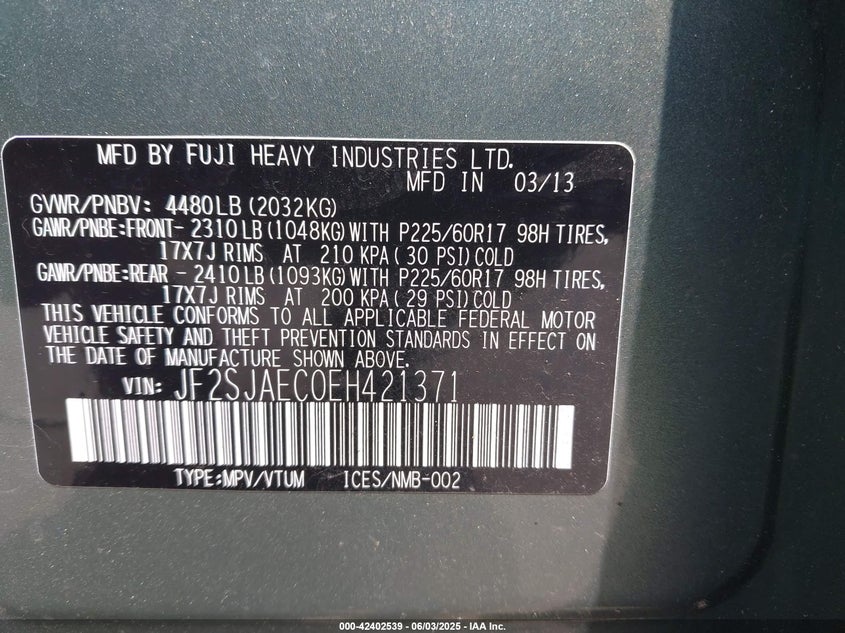 MFD BY FUJI HEAVY INDUSTRIES LTD.
MFD IN 03/13
GVWR/PNBV: 4480LB (2032KG)
GAWR/PNBE:FRONT- 2310LB (1048KG) WITH P225/60R17 98H TIRES,
17X7J RIMS AT 210 KPA ( 30 PSI) COLD
GAWR/PNBE:REAR - 2410LB (1093KG) WITH P225/60R17 98H TIRES,
17X7J RIMS AT 200 KPA ( 29 PSI) COLD
THIS VEHICLE CONFORMS TO ALL APPLICABLE FEDERAL MOTOR
VEHICLE SAFETY AND THEFT PREVENTION STANDARDS IN EFFECT ON
THE DATE OF MANUFACTURE SHOWN ABOVE.
VIN: JF2SJAEC0EH421371
TYPE:MPV/VTUM ICES/NMB-002
000-42402539 - 06/03/2025 - IAA Inc.